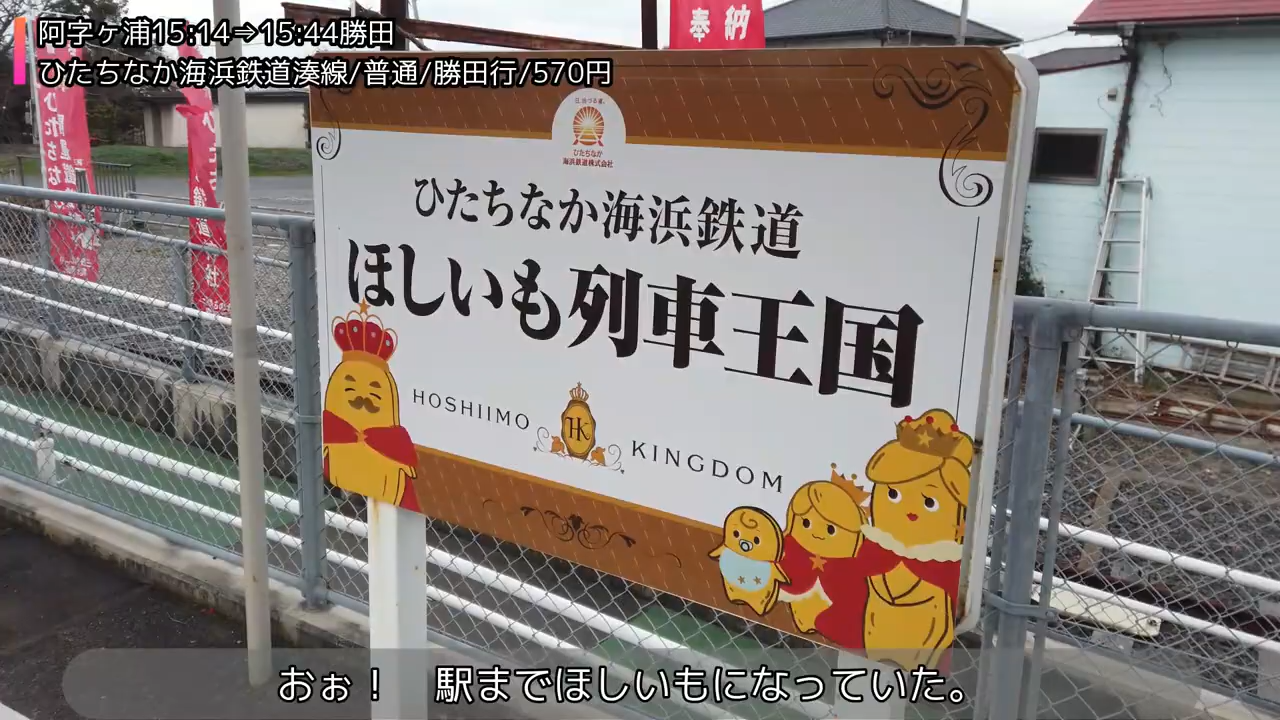 阿字ヶ浦15:14→15:44勝田
ひたちなか海浜鉄道湊線/普通/勝田行/570円
奉納
ひたちなか
海浜鉄道株式会社
ひたちなか海浜鉄道
ほしいも列車王国
HOSHIIMO
HK
KINGDOM
おぉ！　駅までほしいもになっていた。